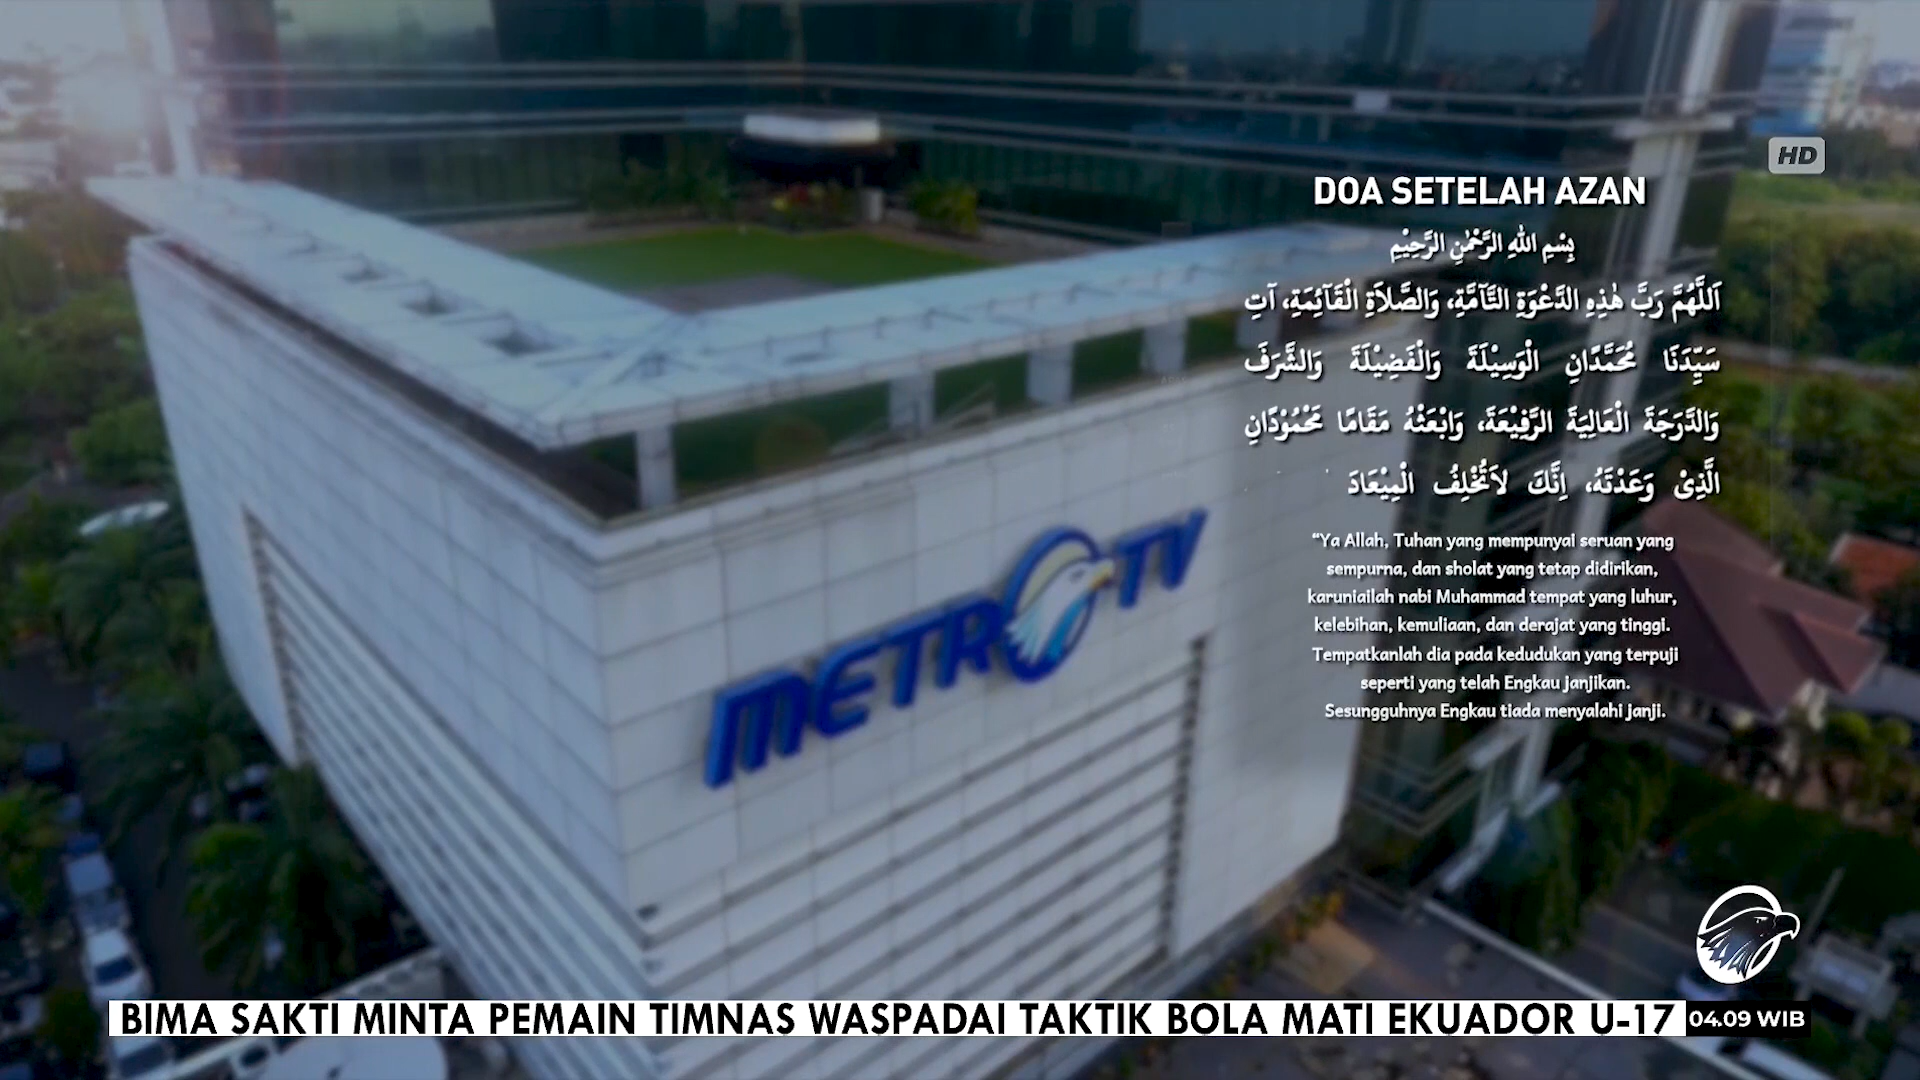 HD
DOA SETELAH AZAN
بِسْمِ اللهِ الرَّحْمٰنِ الرَّحِيْمِ
اَللّٰهُمَّ رَبَّ هٰذِهِ الدَّعْوَةِ التَّآمَّةِ، وَالصَّلاَةِ الْقَآئِمَةِ، آتِ
سَيِّدَنَا مُحَمَّدَانِ الْوَسِيْلَةَ وَالْفَضِيْلَةَ وَالشَّرَفَ
وَالدَّرَجَةَ الْعَالِيَةَ الرَّفِيْعَةَ، وَابْعَثْهُ مَقَامًا مَحْمُوْدَانِ
الَّذِىْ وَعَدْتَهُ، اِنَّكَ لاَتُخْلِفُ الْمِيْعَادَ
“Ya Allah, Tuhan yang mempunyai seruan yang
sempurna, dan sholat yang tetap didirikan,
karuniailah nabi Muhammad tempat yang luhur,
kelebihan, kemuliaan, dan derajat yang tinggi.
Tempatkanlah dia pada kedudukan yang terpuji
seperti yang telah Engkau janjikan.
Sesungguhnya Engkau tiada menyalahi janji.
METRO TV
BIMA SAKTI MINTA PEMAIN TIMNAS WASPADAI TAKTIK BOLA MATI EKUADOR U-17
04.09 WIB